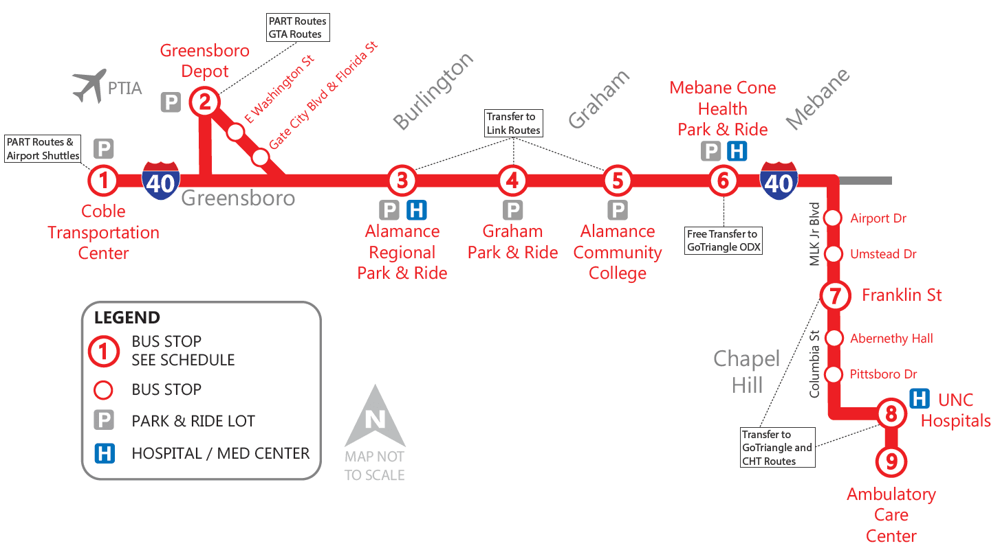 PART Routes
GTA Routes
Greensboro
Depot
PTIA
P
2
E Washington St
Gate City Blvd & Florida St
Burlington
Graham
Mebane
Mebane Cone
Health
Park & Ride
P
H
Transfer to
Link Routes
PART Routes &
Airport Shuttles
P
1
40
Greensboro
3
4
5
6
40
Coble
Transportation
Center
P
H
Alamance
Regional
Park & Ride
P
Graham
Park & Ride
P
Alamance
Community
College
Free Transfer to
GoTriangle ODX
MLK Jr Blvd
Airport Dr
Umstead Dr
7
Franklin St
Columbia St
Abernethy Hall
Pittsboro Dr
Chapel
Hill
8
H
UNC
Hospitals
Transfer to
GoTriangle and
CHT Routes
9
Ambulatory
Care
Center
LEGEND
1
BUS STOP
SEE SCHEDULE
BUS STOP
P
PARK & RIDE LOT
H
HOSPITAL / MED CENTER
N
MAP NOT
TO SCALE